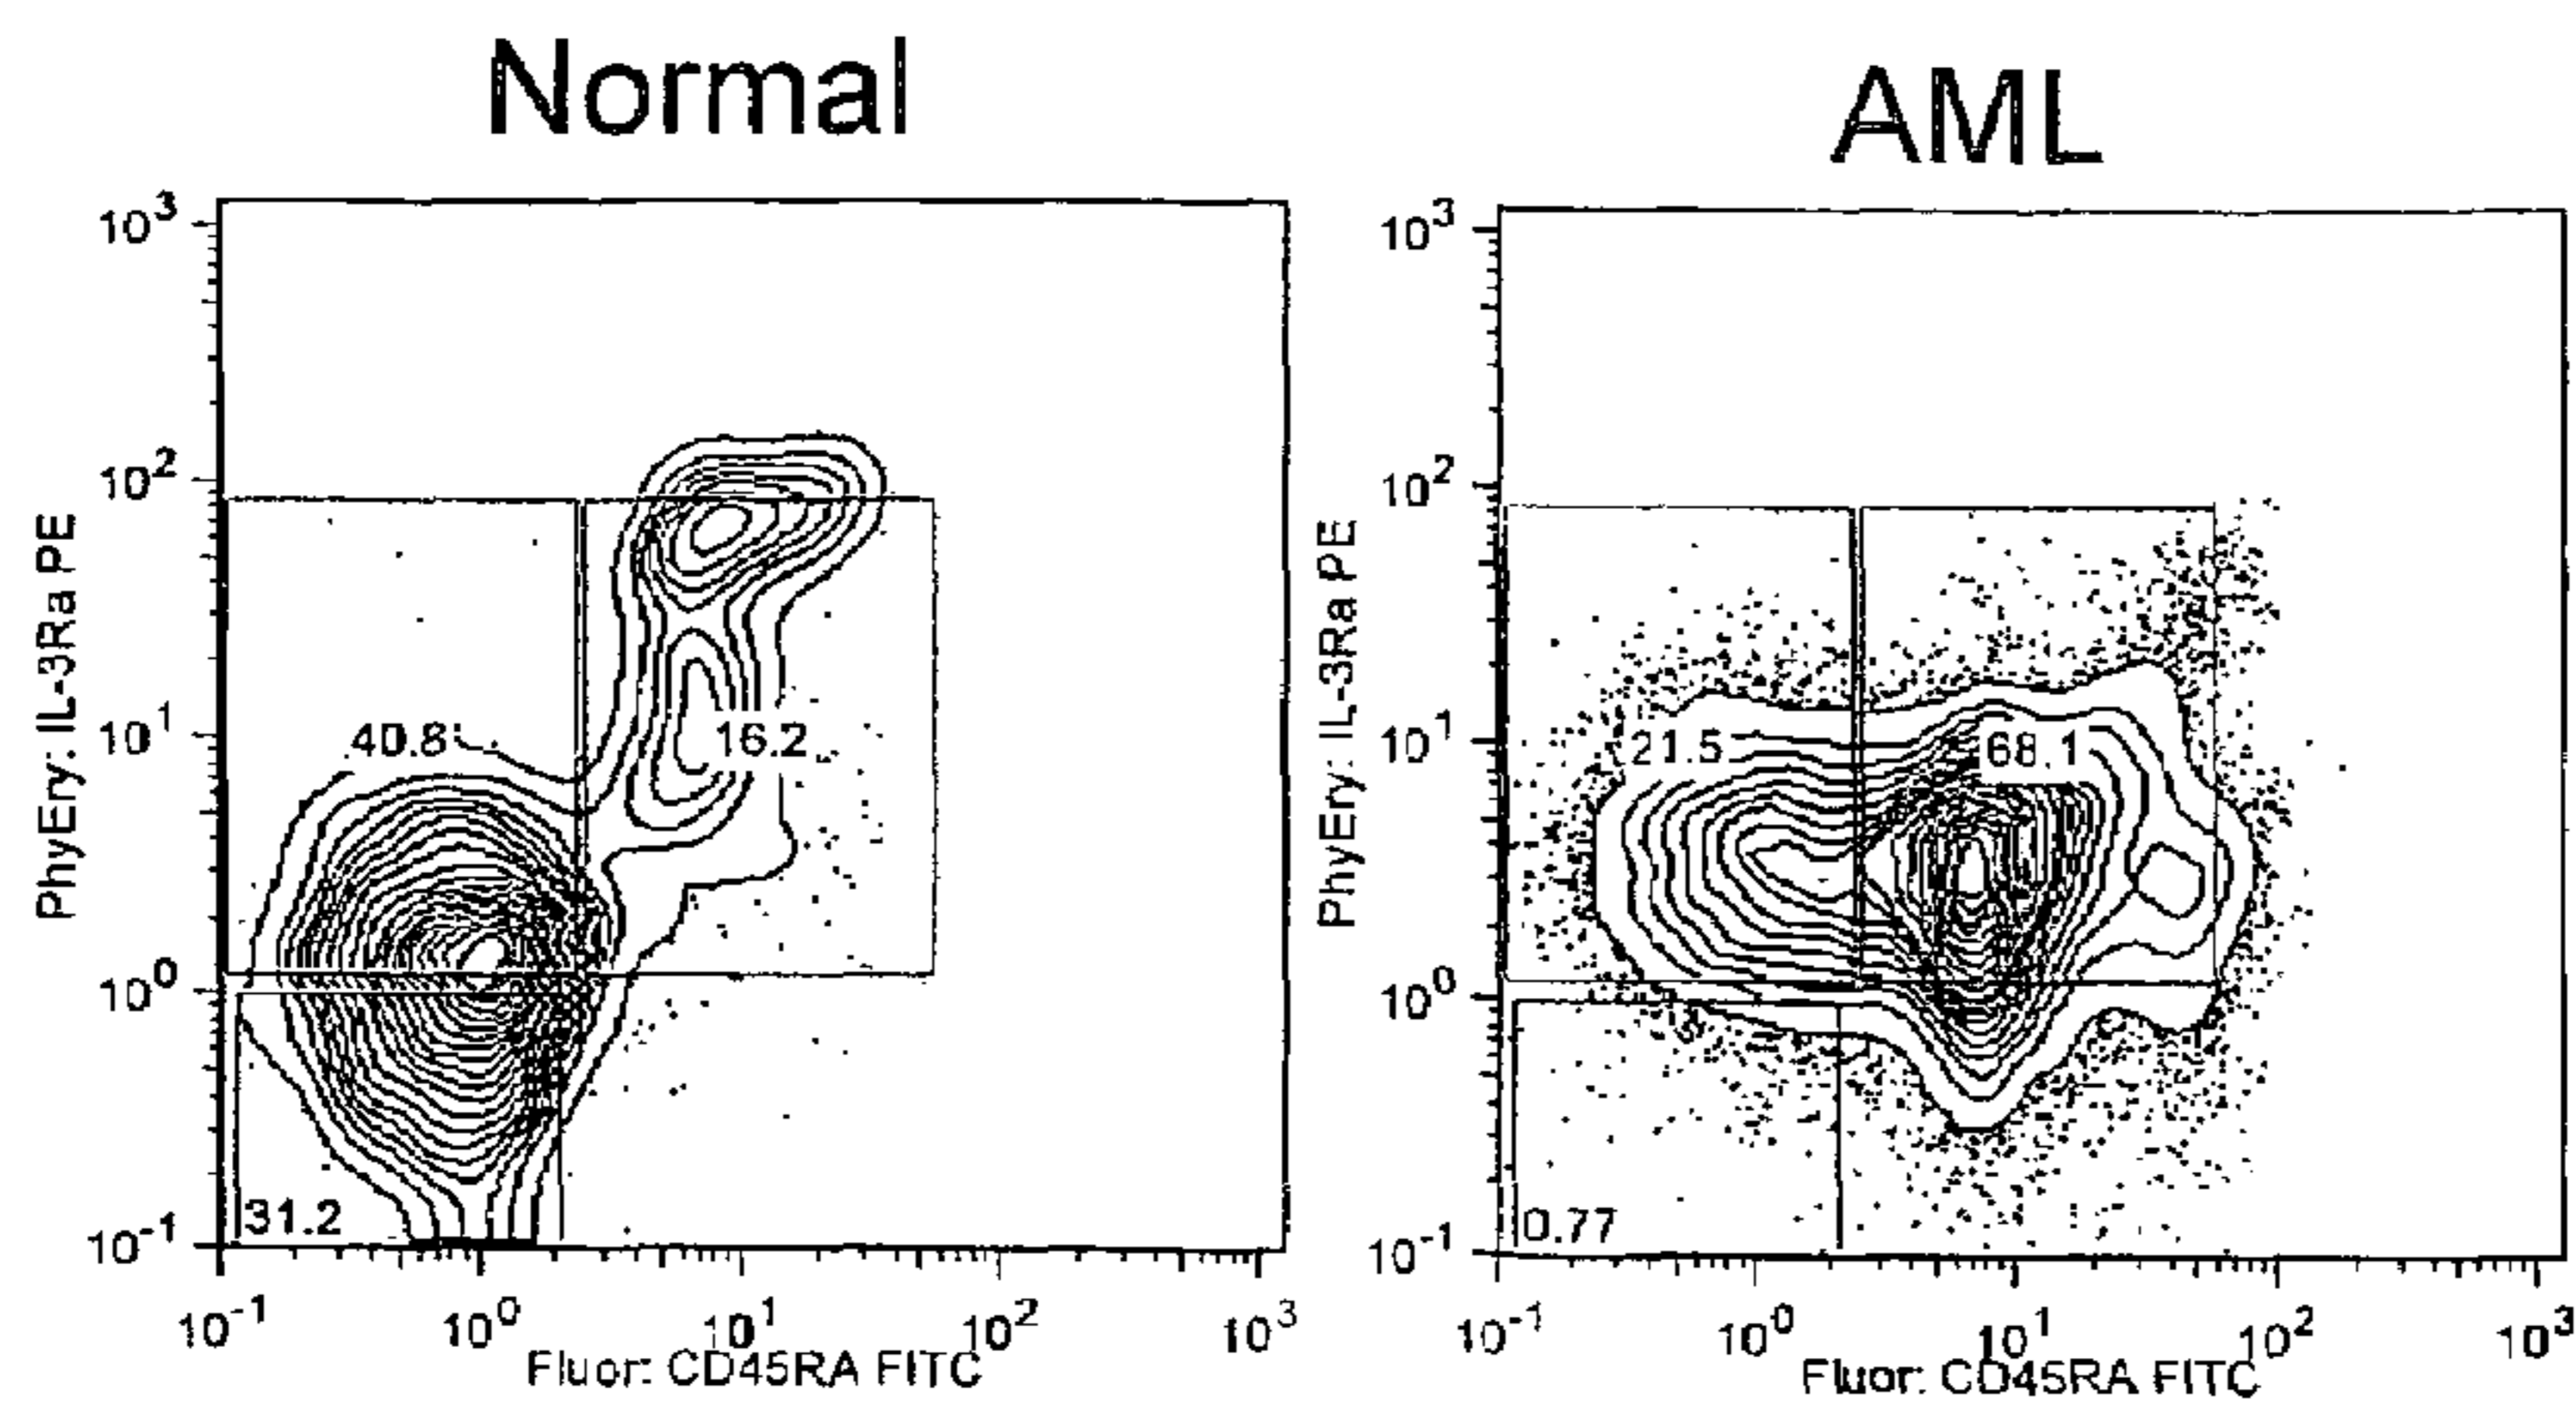 Normal
10³
10²
10¹
10⁰
10⁻¹
PhyEry: IL-3Ra PE
40.8
16.2
31.2
10⁻¹ 10⁰ 10¹ 10² 10³
Fluor: CD45RA FITC
AML
10³
10²
10¹
10⁰
10⁻¹
PhyEry: IL-3Ra PE
21.5
68.1
0.77
10⁻¹ 10⁰ 10¹ 10² 10³
Fluor: CD45RA FITC